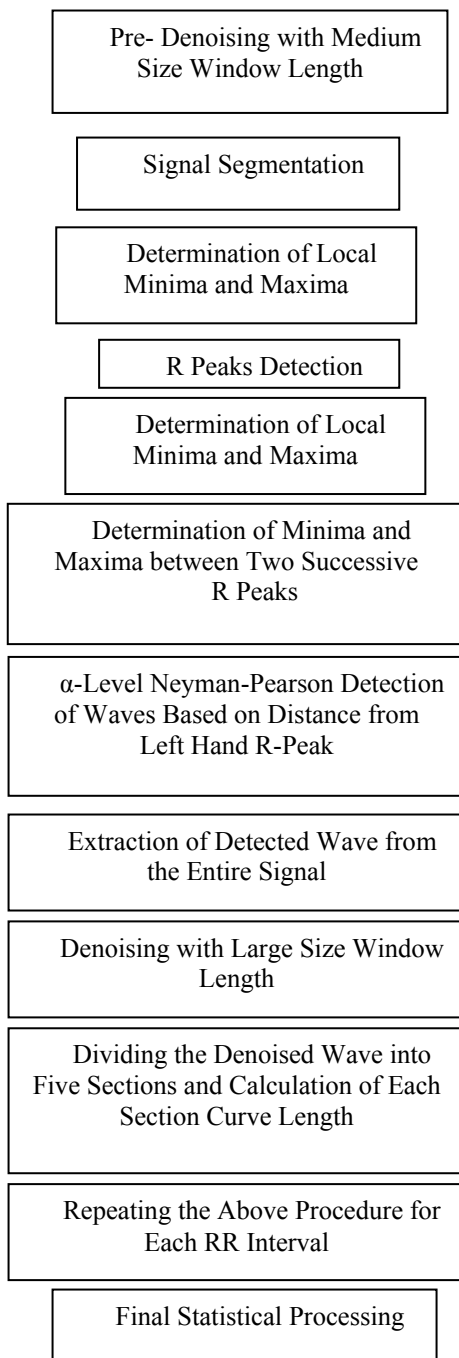 Pre- Denoising with Medium
Size Window Length
Signal Segmentation
Determination of Local
Minima and Maxima
R Peaks Detection
Determination of Local
Minima and Maxima
Determination of Minima and
Maxima between Two Successive
R Peaks
α-Level Neyman-Pearson Detection
of Waves Based on Distance from
Left Hand R-Peak
Extraction of Detected Wave from
the Entire Signal
Denoising with Large Size Window
Length
Dividing the Denoised Wave into
Five Sections and Calculation of Each
Section Curve Length
Repeating the Above Procedure for
Each RR Interval
Final Statistical Processing